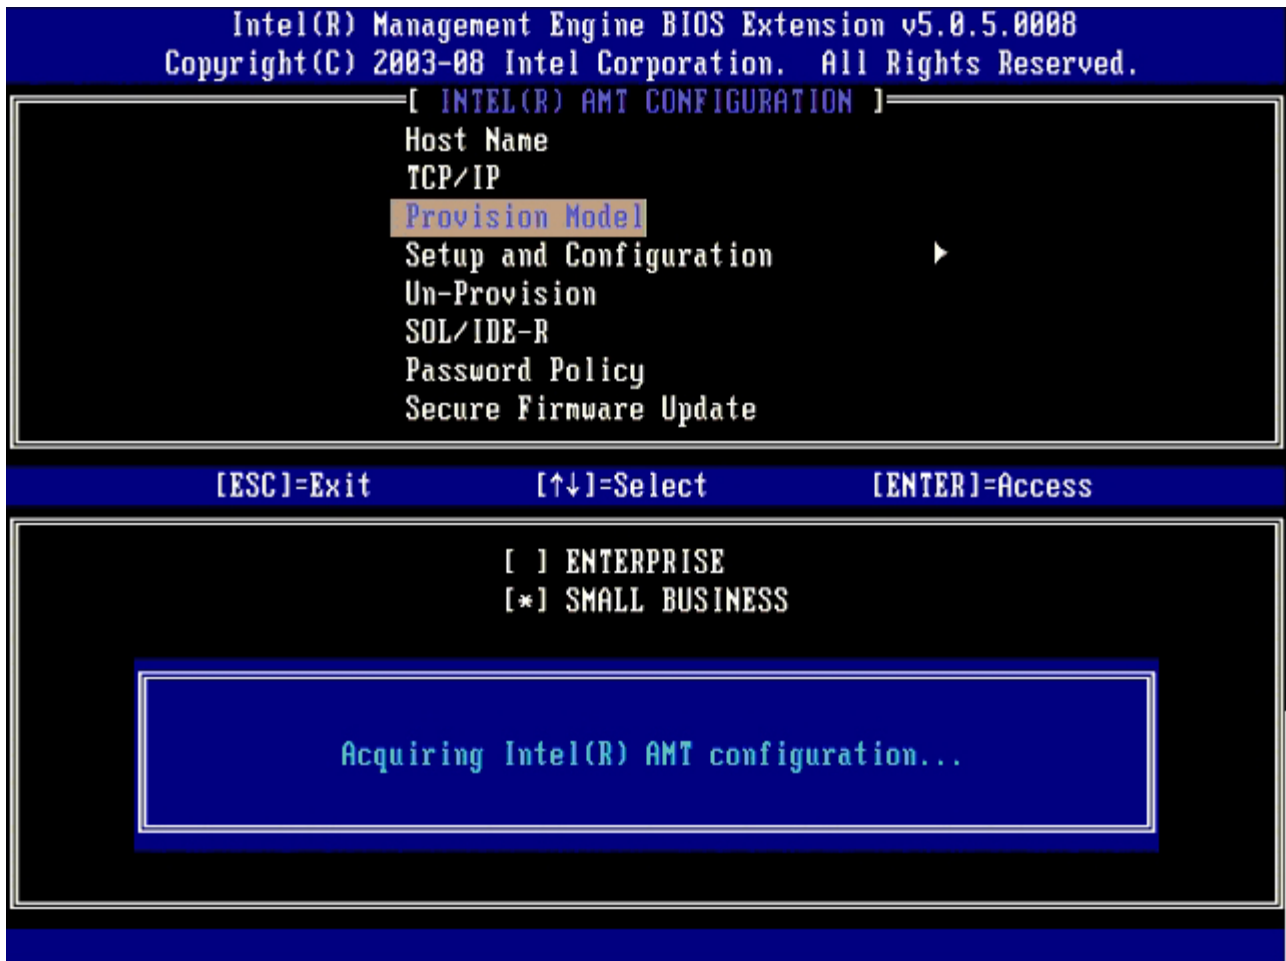 Intel(R) Management Engine BIOS Extension v5.0.5.0008
Copyright(C) 2003-08 Intel Corporation. All Rights Reserved.
[ INTEL(R) AMT CONFIGURATION ]
Host Name
TCP/IP
Provision Model
Setup and Configuration ►
Un-Provision
SOL/IDE-R
Password Policy
Secure Firmware Update
[ESC]=Exit [↑↓]=Select [ENTER]=Access
[ ] ENTERPRISE
[*] SMALL BUSINESS
Acquiring Intel(R) AMT configuration...